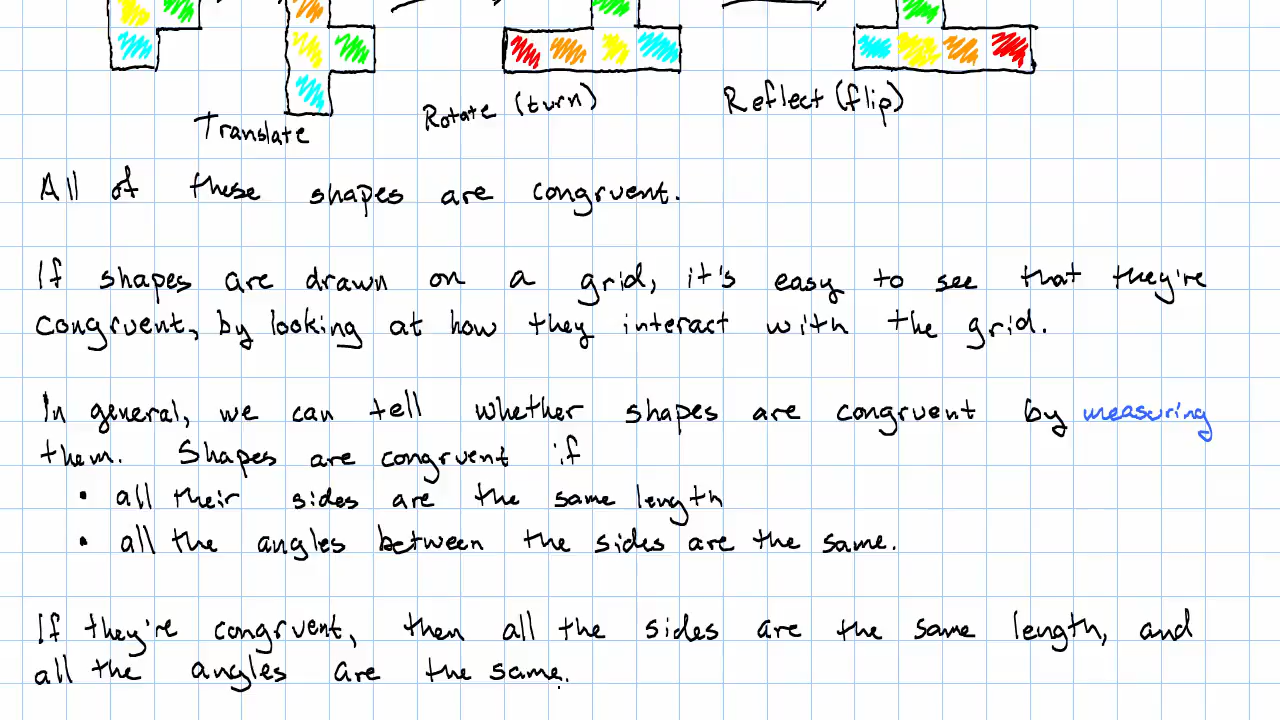 Translate
Rotate (turn)
Reflect (flip)
All of these shapes are congruent.
If shapes are drawn on a grid, it's easy to see that they're
congruent, by looking at how they interact with the grid.
In general, we can tell whether shapes are congruent by measuring
them. Shapes are congruent if
• all their sides are the same length
• all the angles between the sides are the same.
If they're congruent, then all the sides are the same length, and
all the angles are the same.